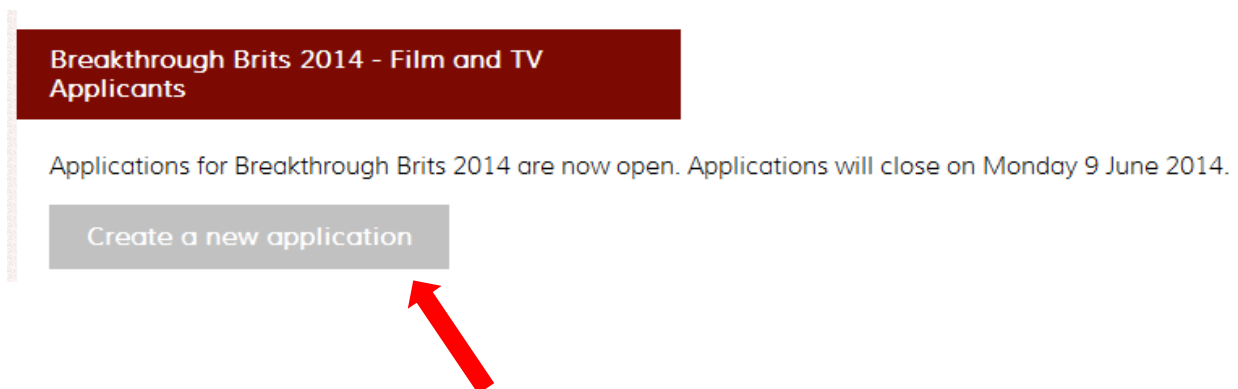 Breakthrough Brits 2014 - Film and TV
Applicants
Applications for Breakthrough Brits 2014 are now open. Applications will close on Monday 9 June 2014.
Create a new application